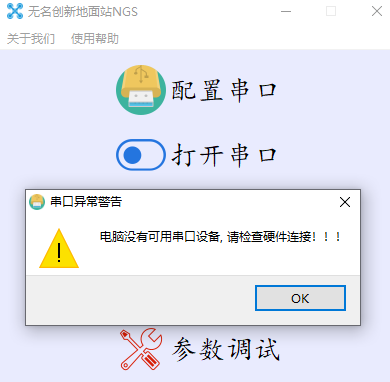 无名创新地面站NGS
关于我们 使用帮助
配置串口
打开串口
串口异常警告
电脑没有可用串口设备, 请检查硬件连接！！！
OK
参数调试